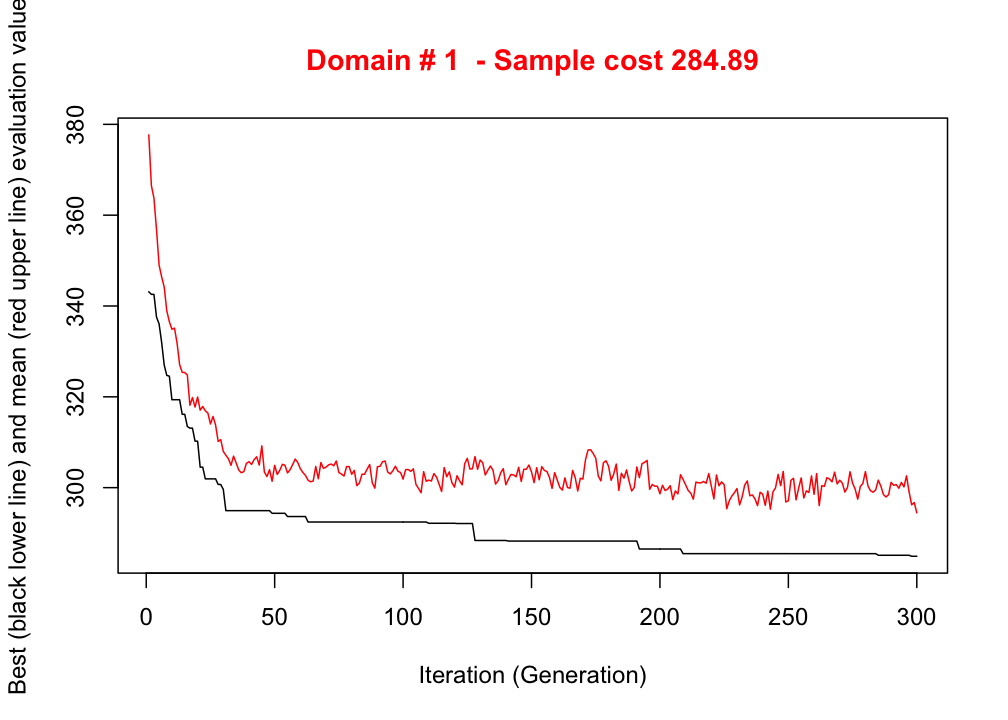 Domain # 1  - Sample cost 284.89
Best (black lower line) and mean (red upper line) evaluation value
380
360
340
320
300
0 50 100 150 200 250 300
Iteration (Generation)